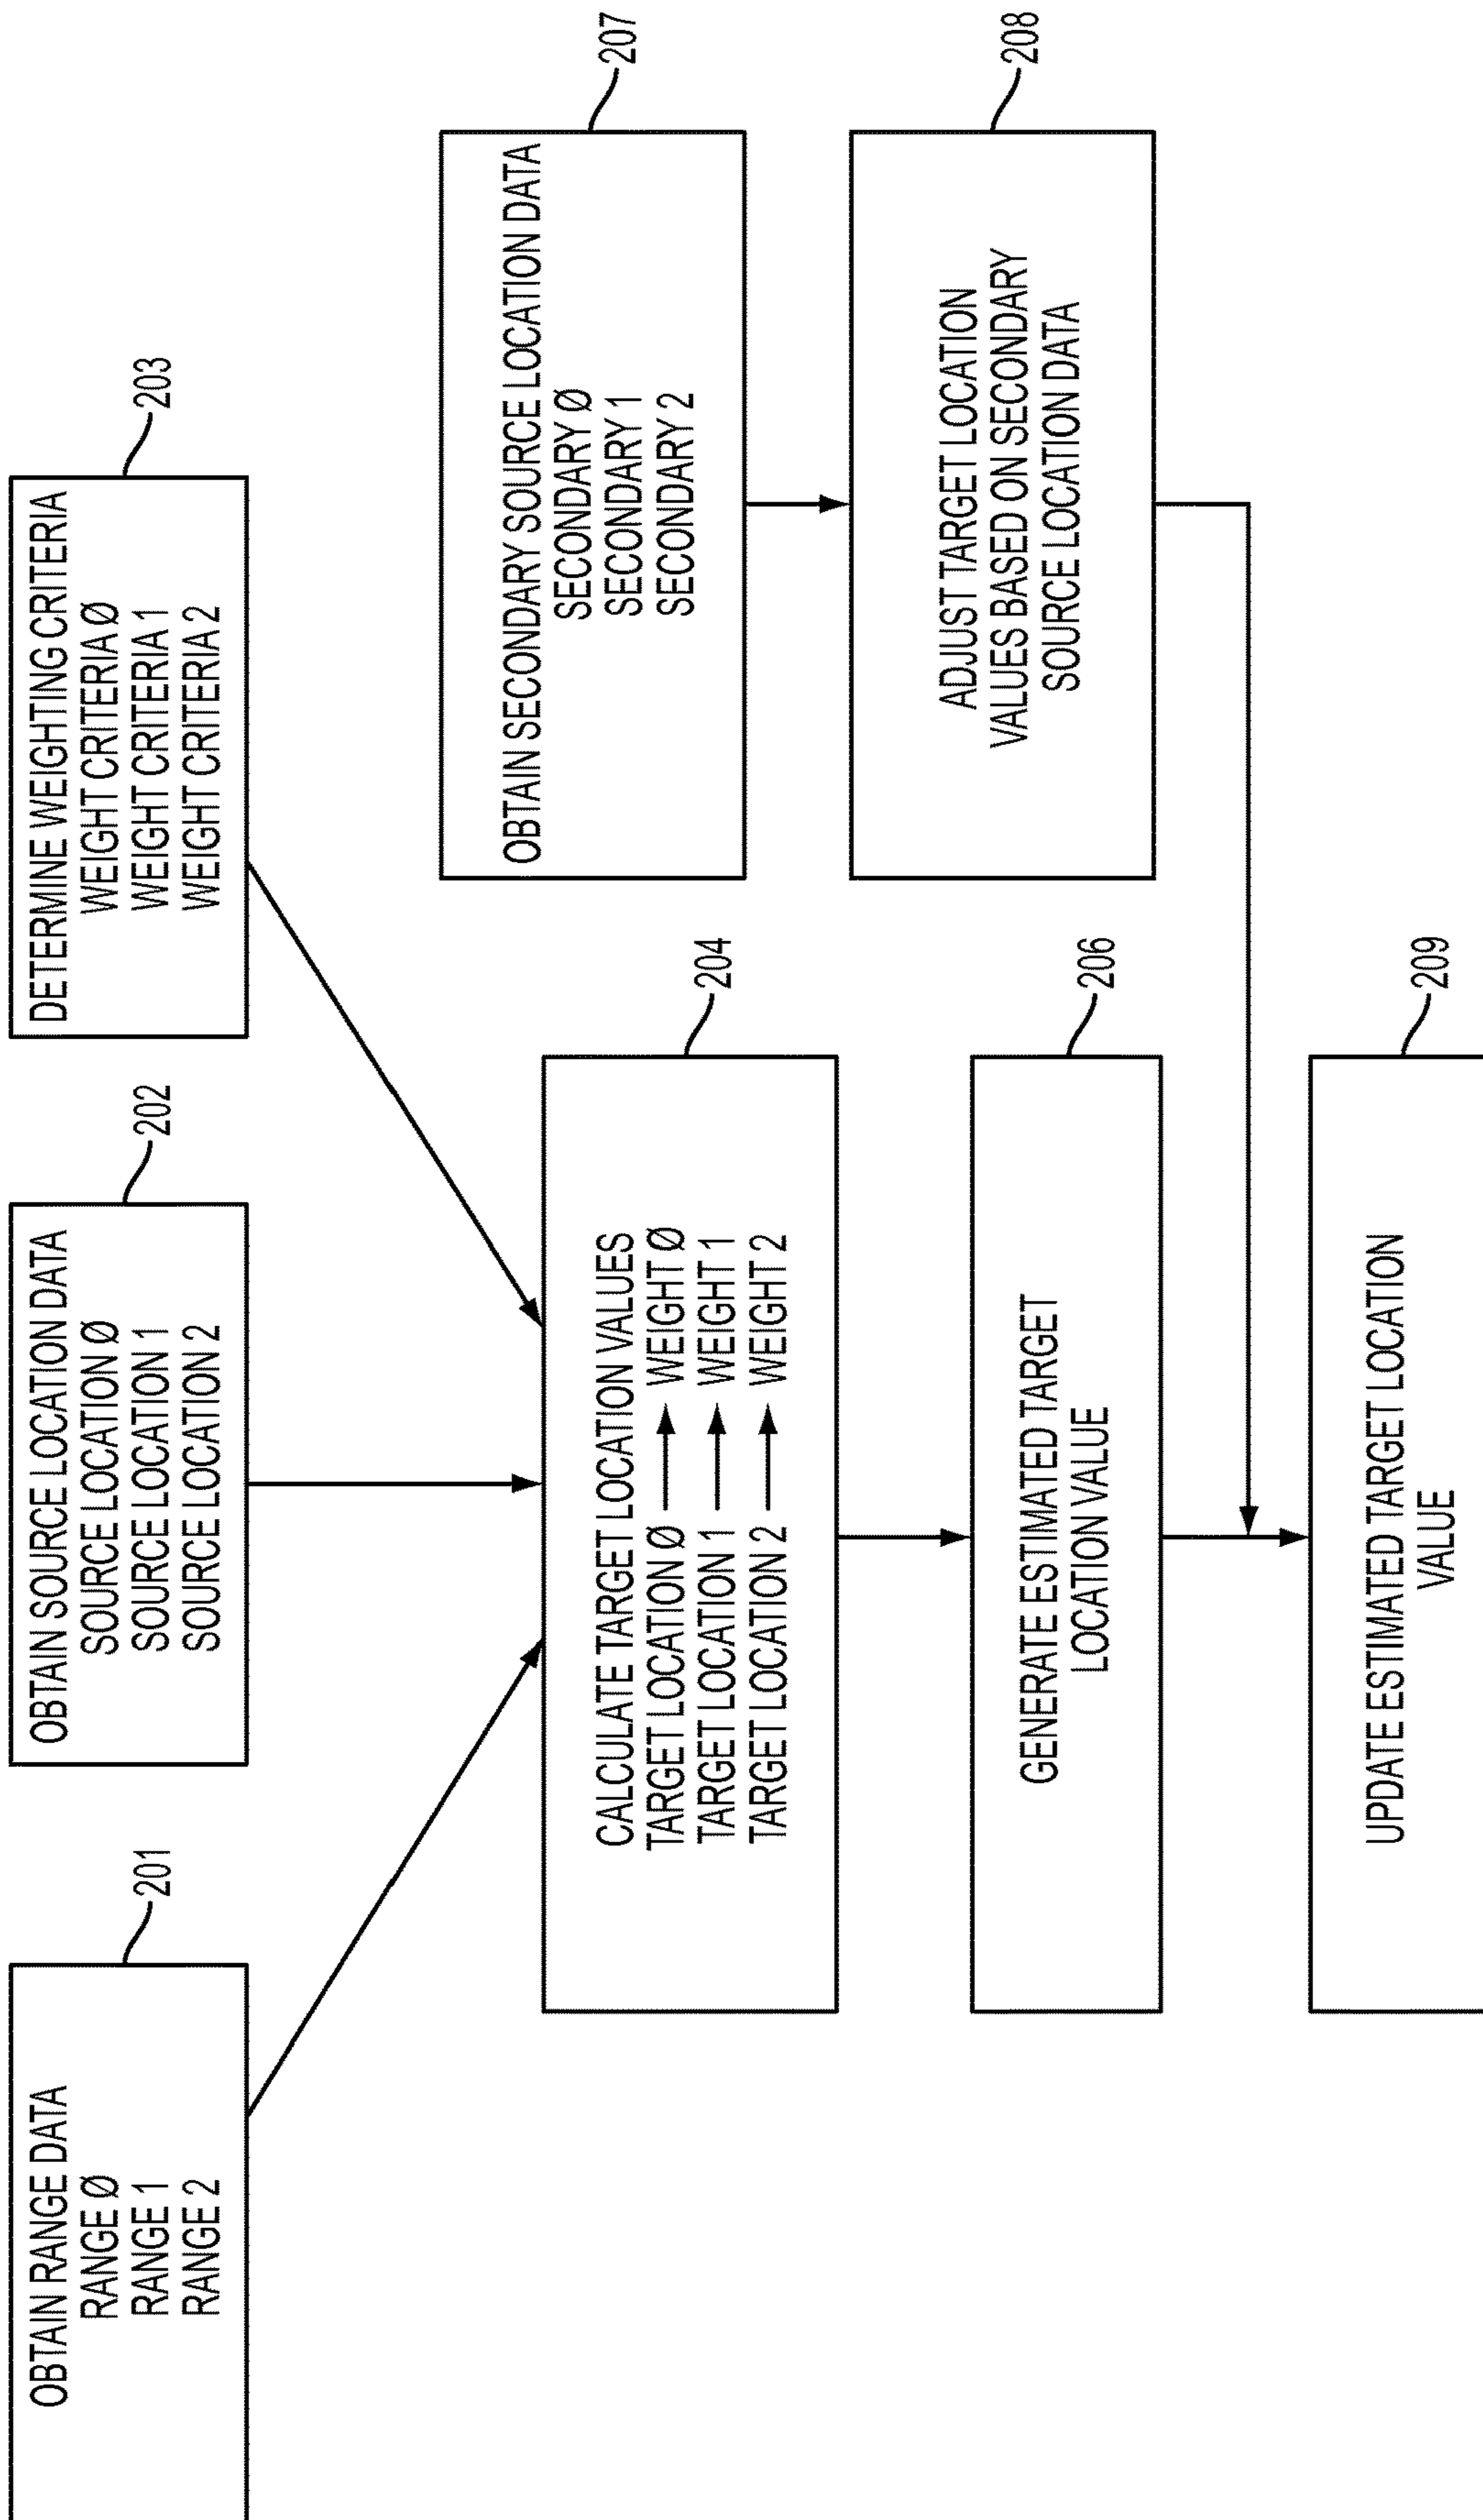 OBTAIN RANGE DATA
RANGE Ø
RANGE 1
RANGE 2
201
OBTAIN SOURCE LOCATION DATA
SOURCE LOCATION Ø
SOURCE LOCATION 1
SOURCE LOCATION 2
202
DETERMINE WEIGHTING CRITERIA
WEIGHT CRITERIA Ø
WEIGHT CRITERIA 1
WEIGHT CRITERIA 2
203
CALCULATE TARGET LOCATION VALUES
TARGET LOCATION Ø WEIGHT Ø
TARGET LOCATION 1 WEIGHT 1
TARGET LOCATION 2 WEIGHT 2
204
GENERATE ESTIMATED TARGET
LOCATION VALUE
206
OBTAIN SECONDARY SOURCE LOCATION DATA
SECONDARY Ø
SECONDARY 1
SECONDARY 2
207
ADJUST TARGET LOCATION
VALUES BASED ON SECONDARY
SOURCE LOCATION DATA
208
UPDATE ESTIMATED TARGET LOCATION
VALUE
209